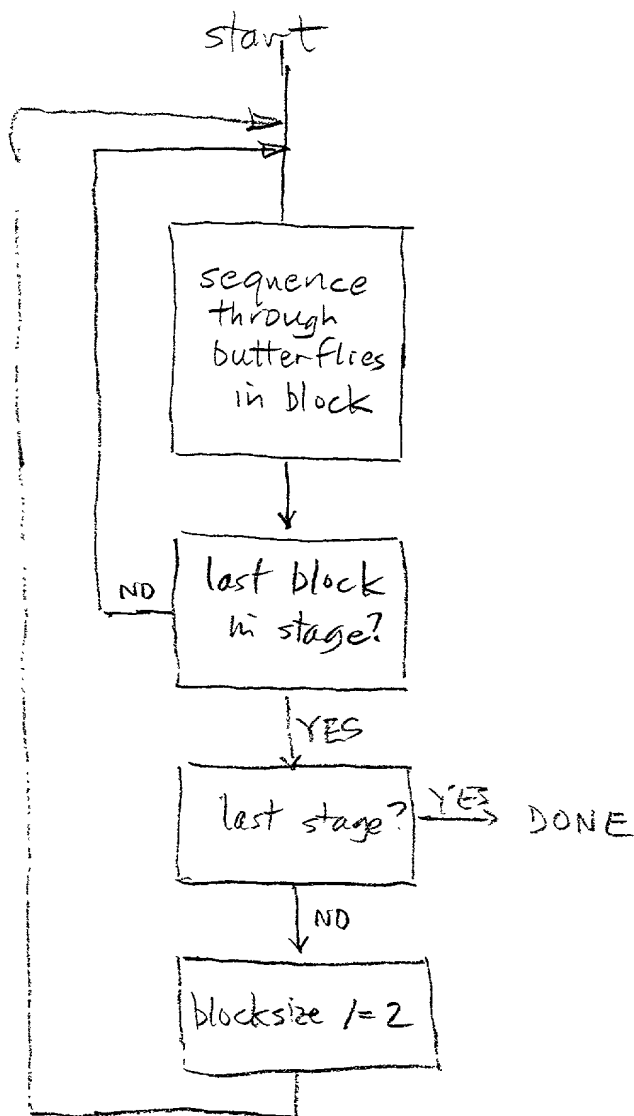 start
sequence
through
butterflies
in block
last block
in stage?
NO
YES
last stage?
YES
DONE
NO
blocksize /= 2